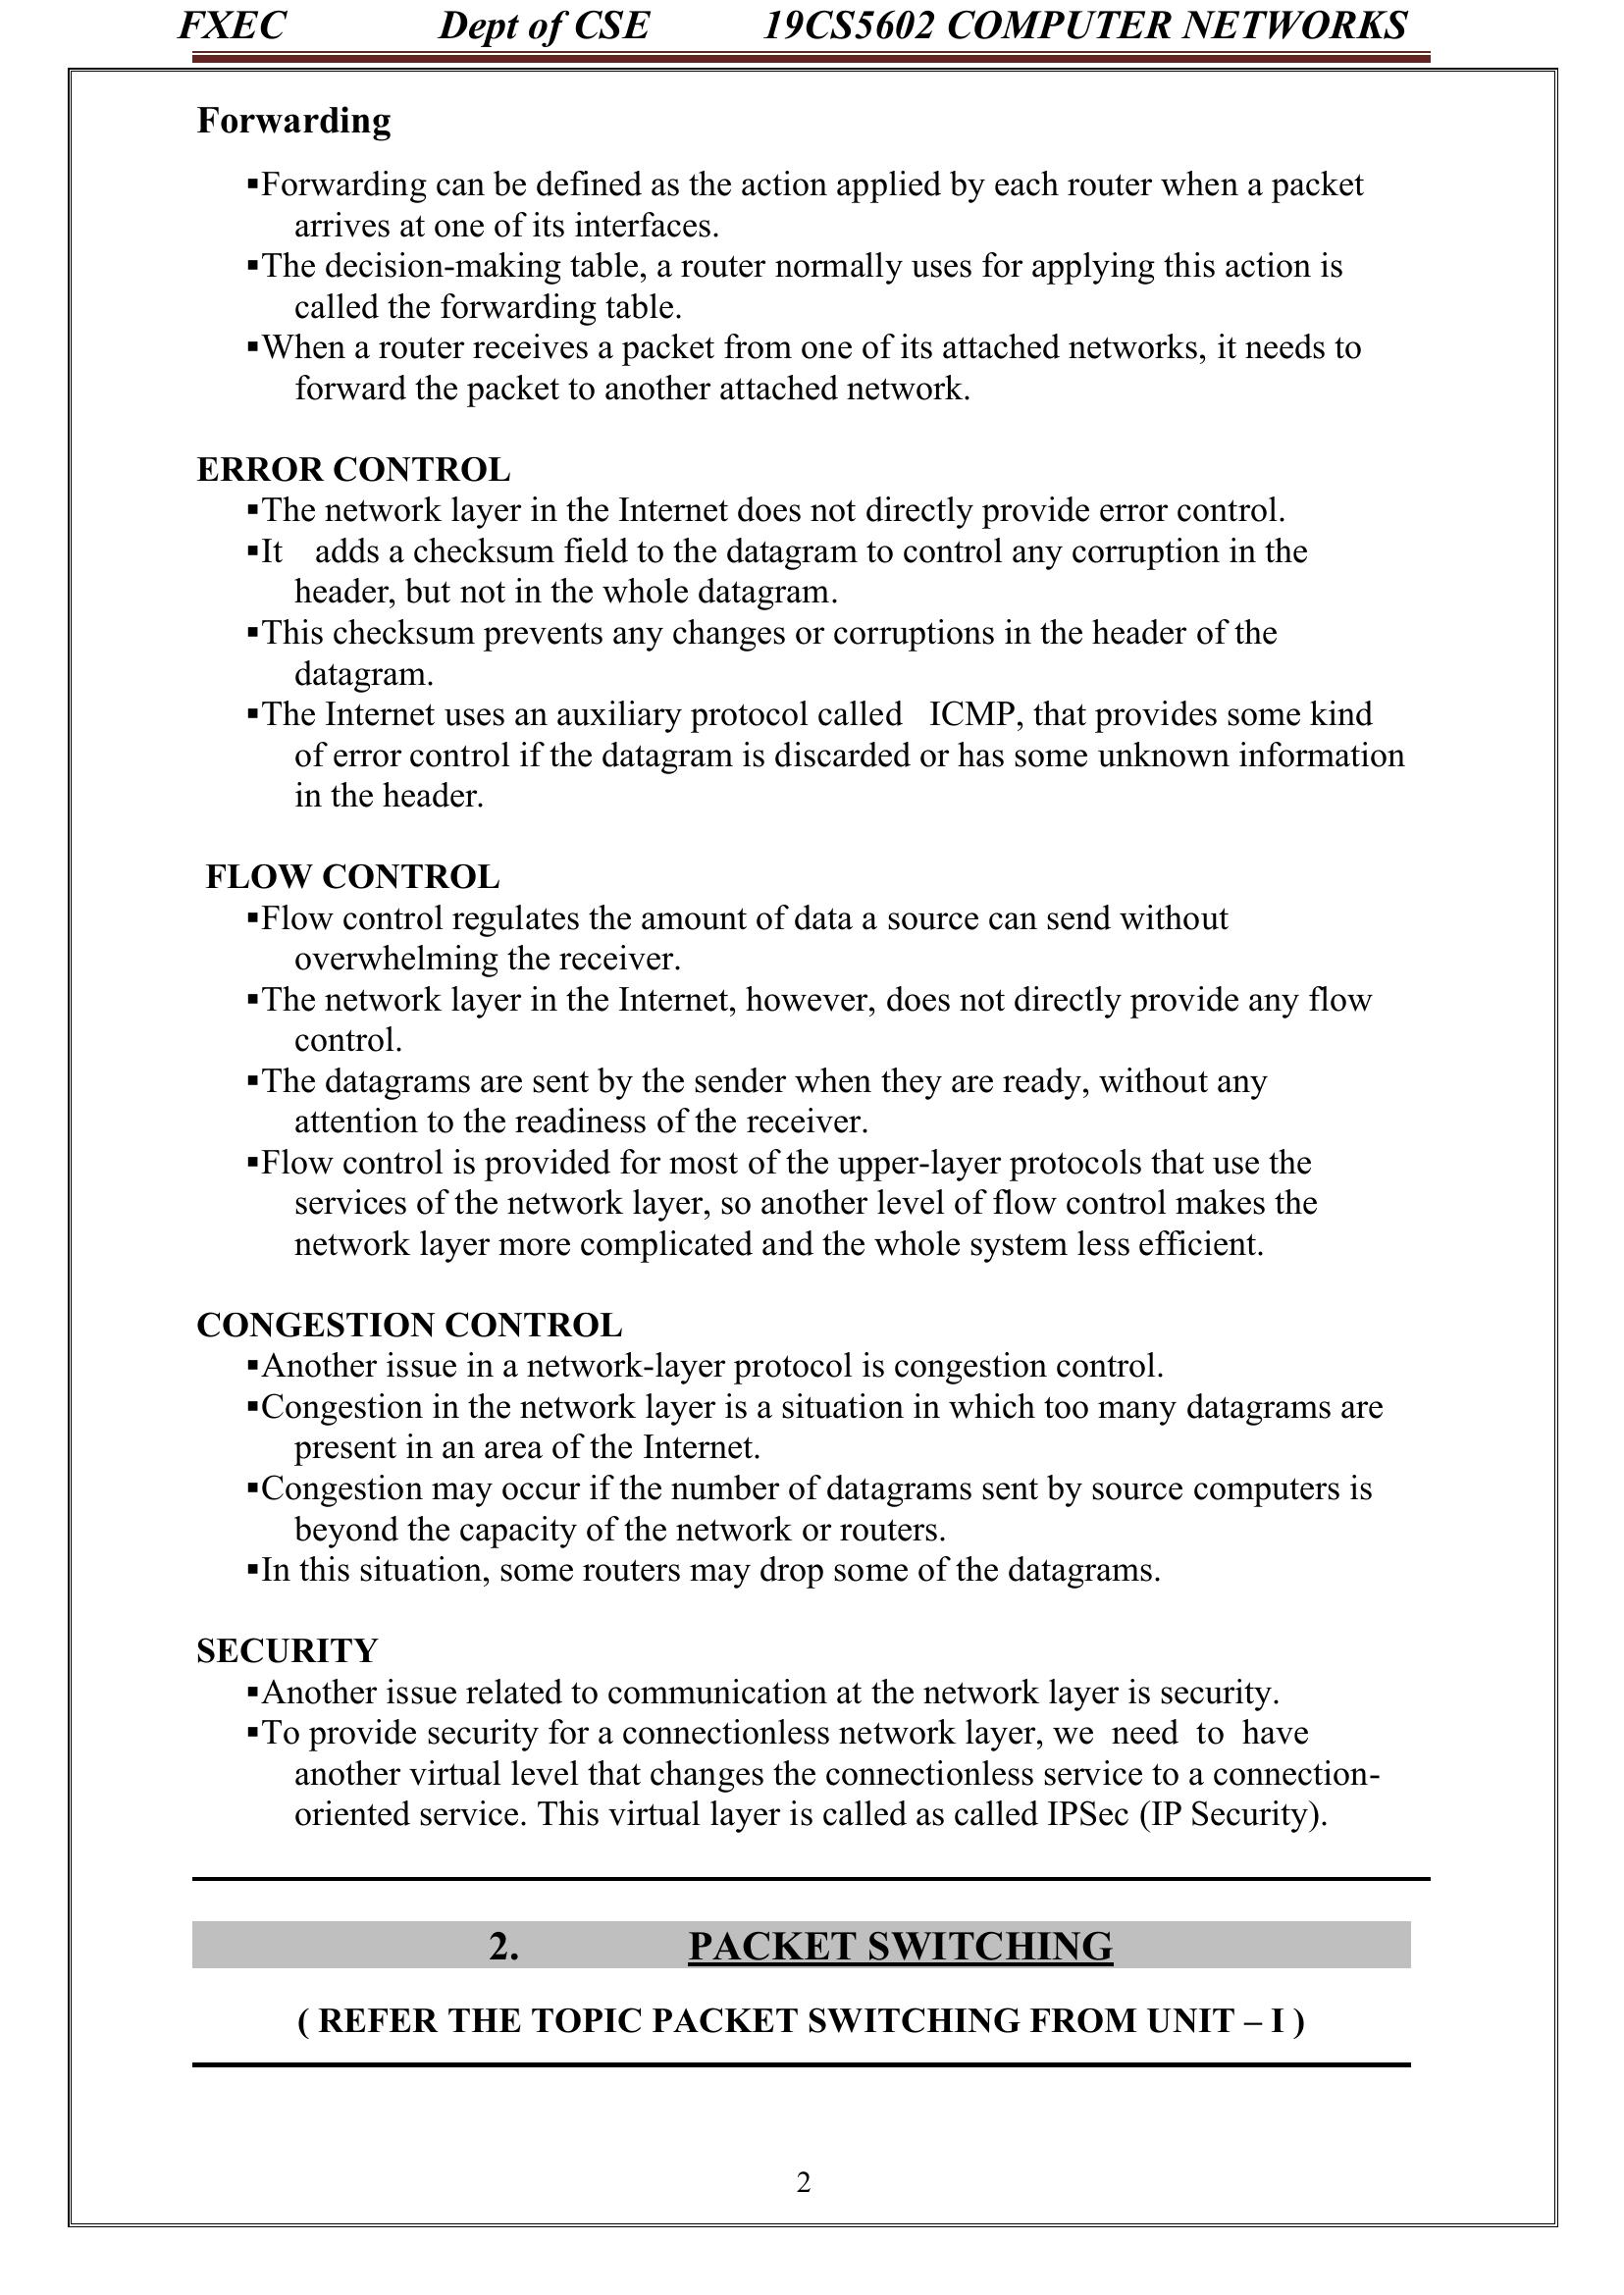 FXEC Dept of CSE 19CS5602 COMPUTER NETWORKS
Forwarding
▪Forwarding can be defined as the action applied by each router when a packet
arrives at one of its interfaces.
▪The decision-making table, a router normally uses for applying this action is
called the forwarding table.
▪When a router receives a packet from one of its attached networks, it needs to
forward the packet to another attached network.
ERROR CONTROL
▪The network layer in the Internet does not directly provide error control.
▪It adds a checksum field to the datagram to control any corruption in the
header, but not in the whole datagram.
▪This checksum prevents any changes or corruptions in the header of the
datagram.
▪The Internet uses an auxiliary protocol called ICMP, that provides some kind
of error control if the datagram is discarded or has some unknown information
in the header.
FLOW CONTROL
▪Flow control regulates the amount of data a source can send without
overwhelming the receiver.
▪The network layer in the Internet, however, does not directly provide any flow
control.
▪The datagrams are sent by the sender when they are ready, without any
attention to the readiness of the receiver.
▪Flow control is provided for most of the upper-layer protocols that use the
services of the network layer, so another level of flow control makes the
network layer more complicated and the whole system less efficient.
CONGESTION CONTROL
▪Another issue in a network-layer protocol is congestion control.
▪Congestion in the network layer is a situation in which too many datagrams are
present in an area of the Internet.
▪Congestion may occur if the number of datagrams sent by source computers is
beyond the capacity of the network or routers.
▪In this situation, some routers may drop some of the datagrams.
SECURITY
▪Another issue related to communication at the network layer is security.
▪To provide security for a connectionless network layer, we need to have
another virtual level that changes the connectionless service to a connection-
oriented service. This virtual layer is called as called IPSec (IP Security).
2. PACKET SWITCHING
( REFER THE TOPIC PACKET SWITCHING FROM UNIT – I )
2